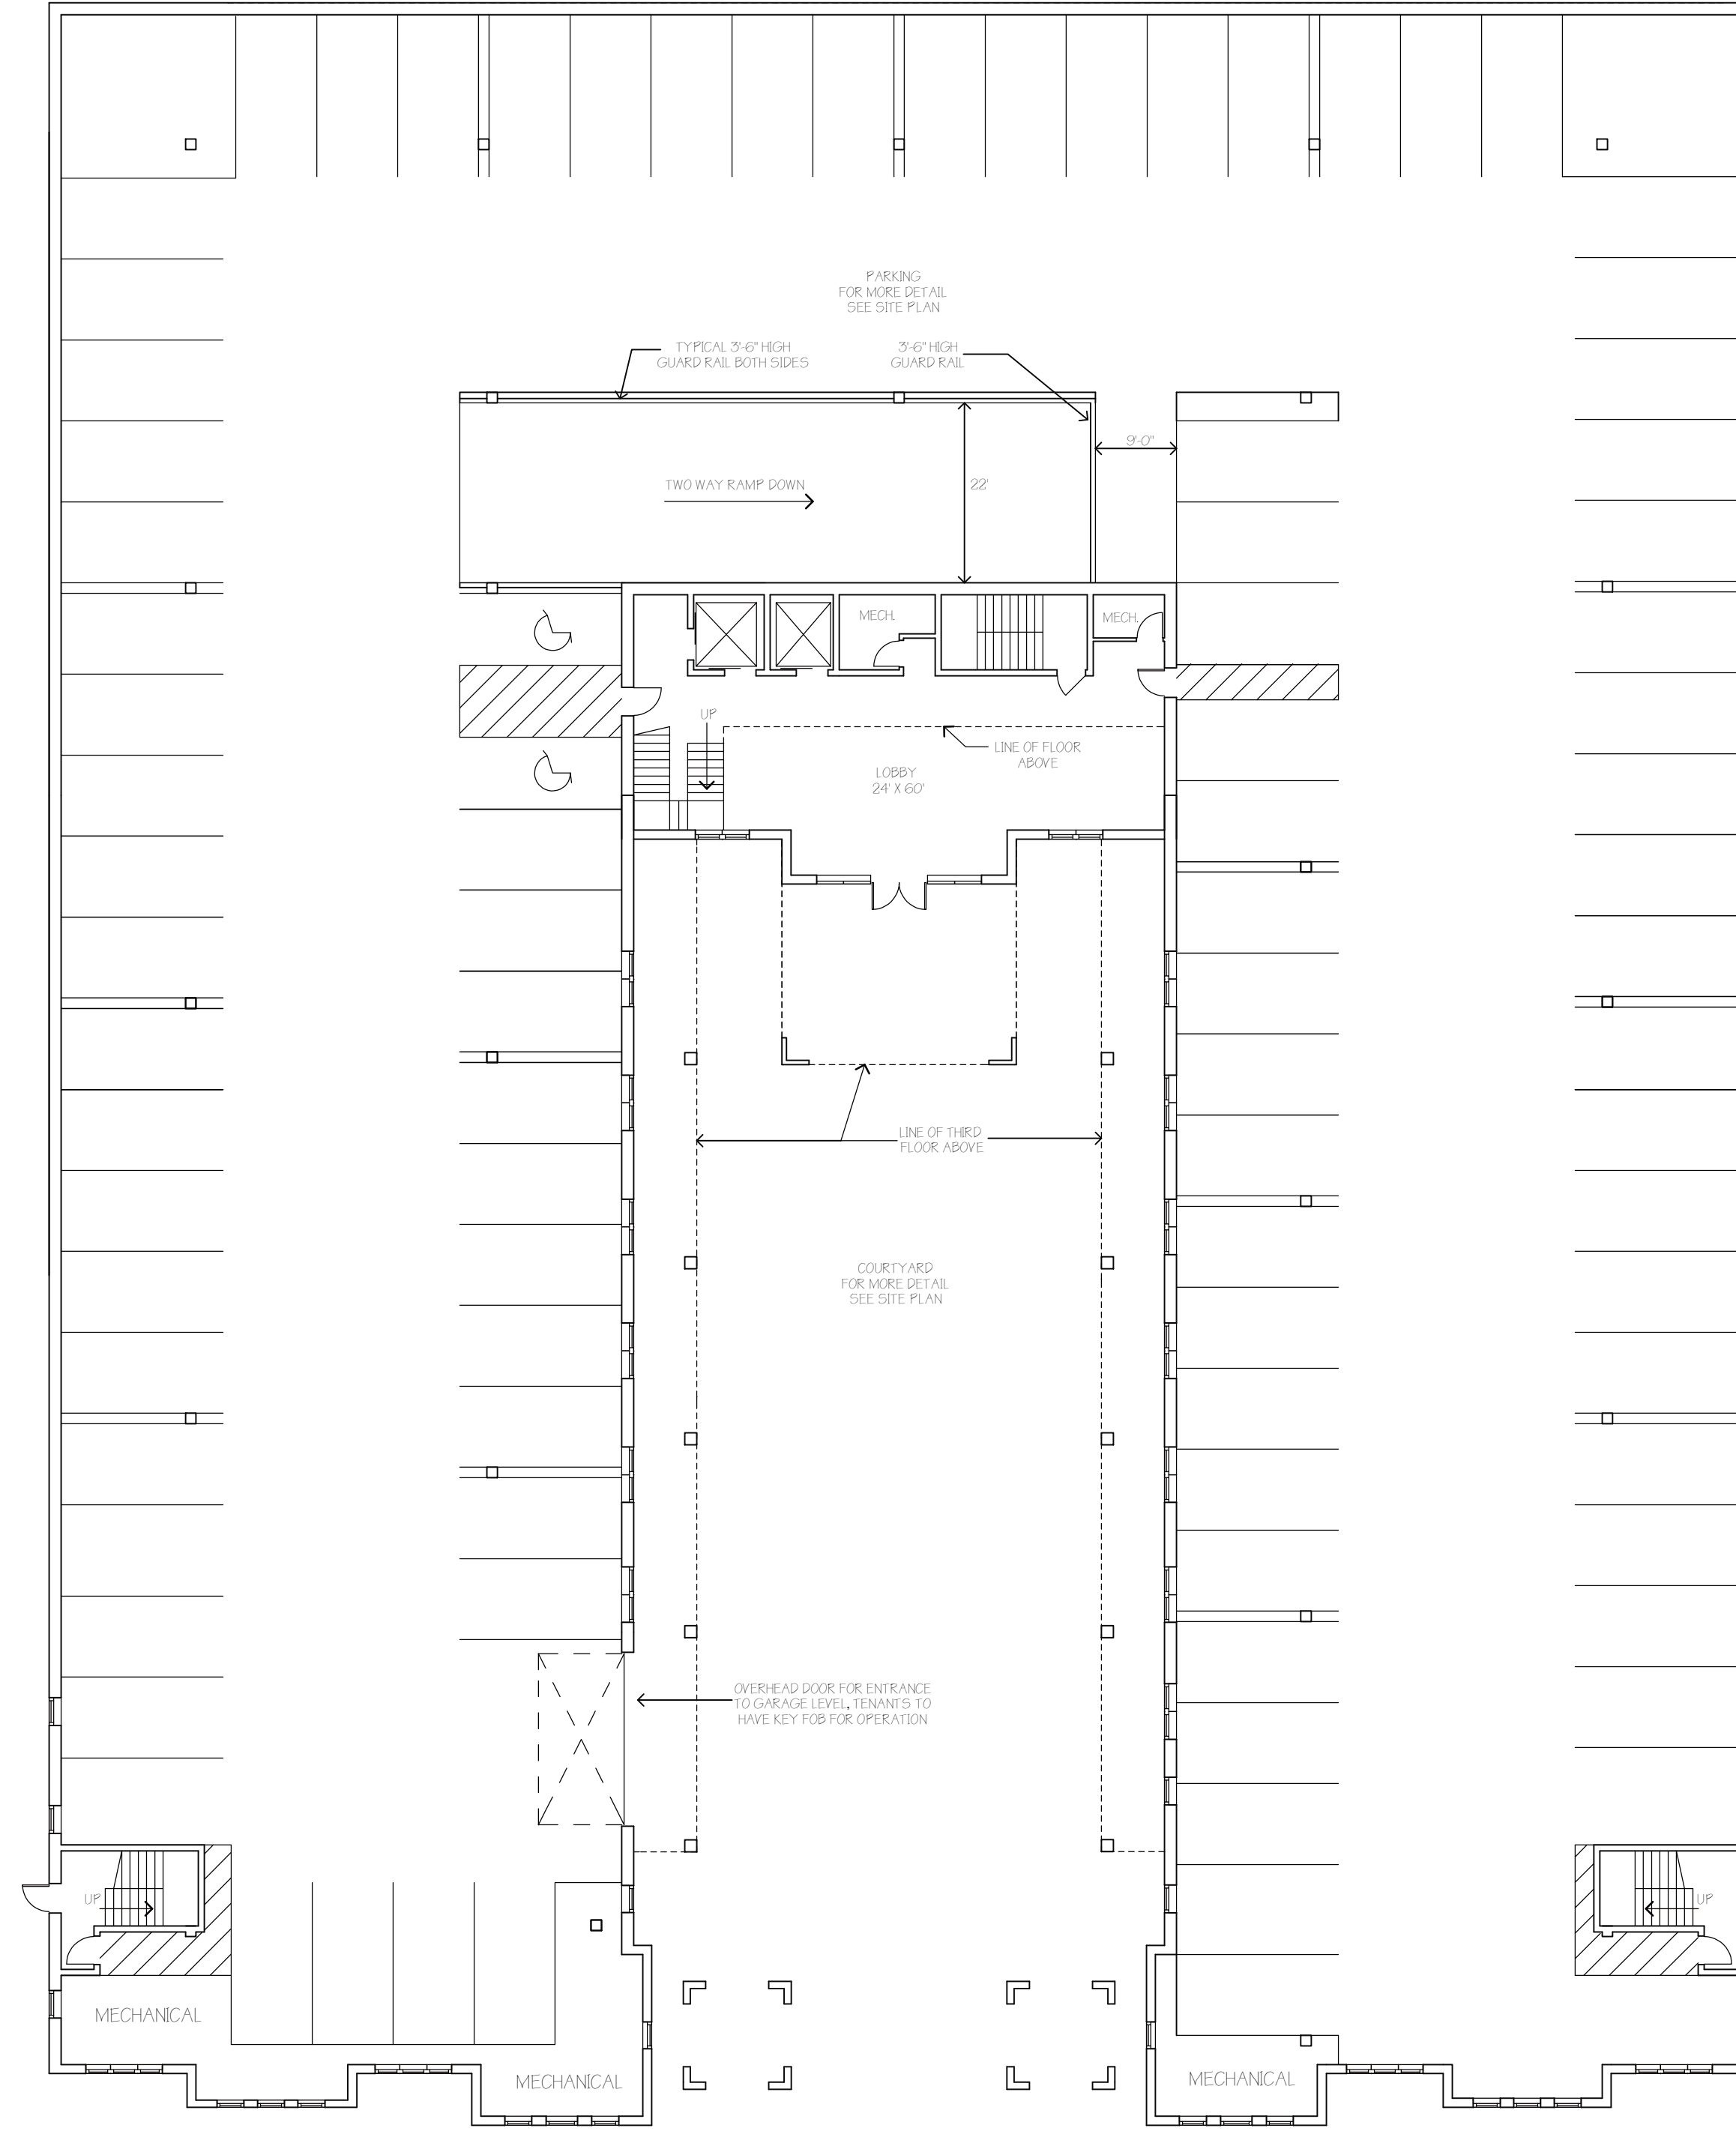 PARKING
FOR MORE DETAIL
SEE SITE PLAN
TYPICAL 3'-6" HIGH
GUARD RAIL BOTH SIDES
3'-6" HIGH
GUARD RAIL
9'-0"
TWO WAY RAMP DOWN
22'
MECH.
MECH.
UP
LINE OF FLOOR
ABOVE
LOBBY
24' X 60'
LINE OF THIRD
FLOOR ABOVE
COURTYARD
FOR MORE DETAIL
SEE SITE PLAN
OVERHEAD DOOR FOR ENTRANCE
TO GARAGE LEVEL, TENANTS TO
HAVE KEY FOB FOR OPERATION
UP
UP
MECHANICAL
MECHANICAL
MECHANICAL